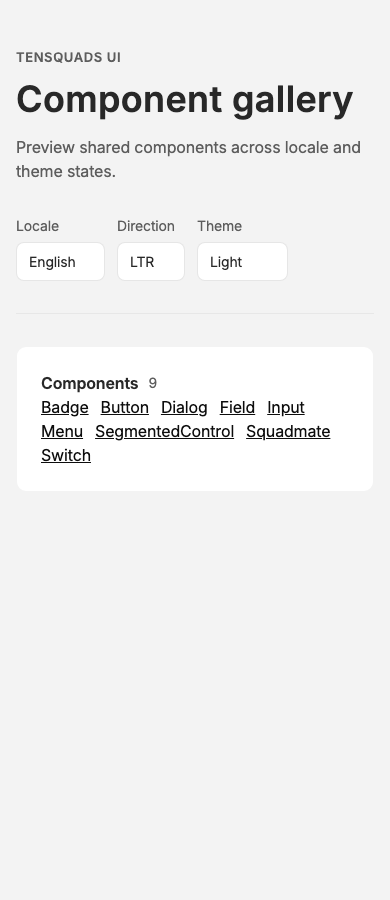 TENSQUADS UI
Component gallery
Preview shared components across locale and
theme states.
Locale Direction Theme
English LTR Light
Components 9
Badge Button Dialog Field Input
Menu SegmentedControl Squadmate
Switch